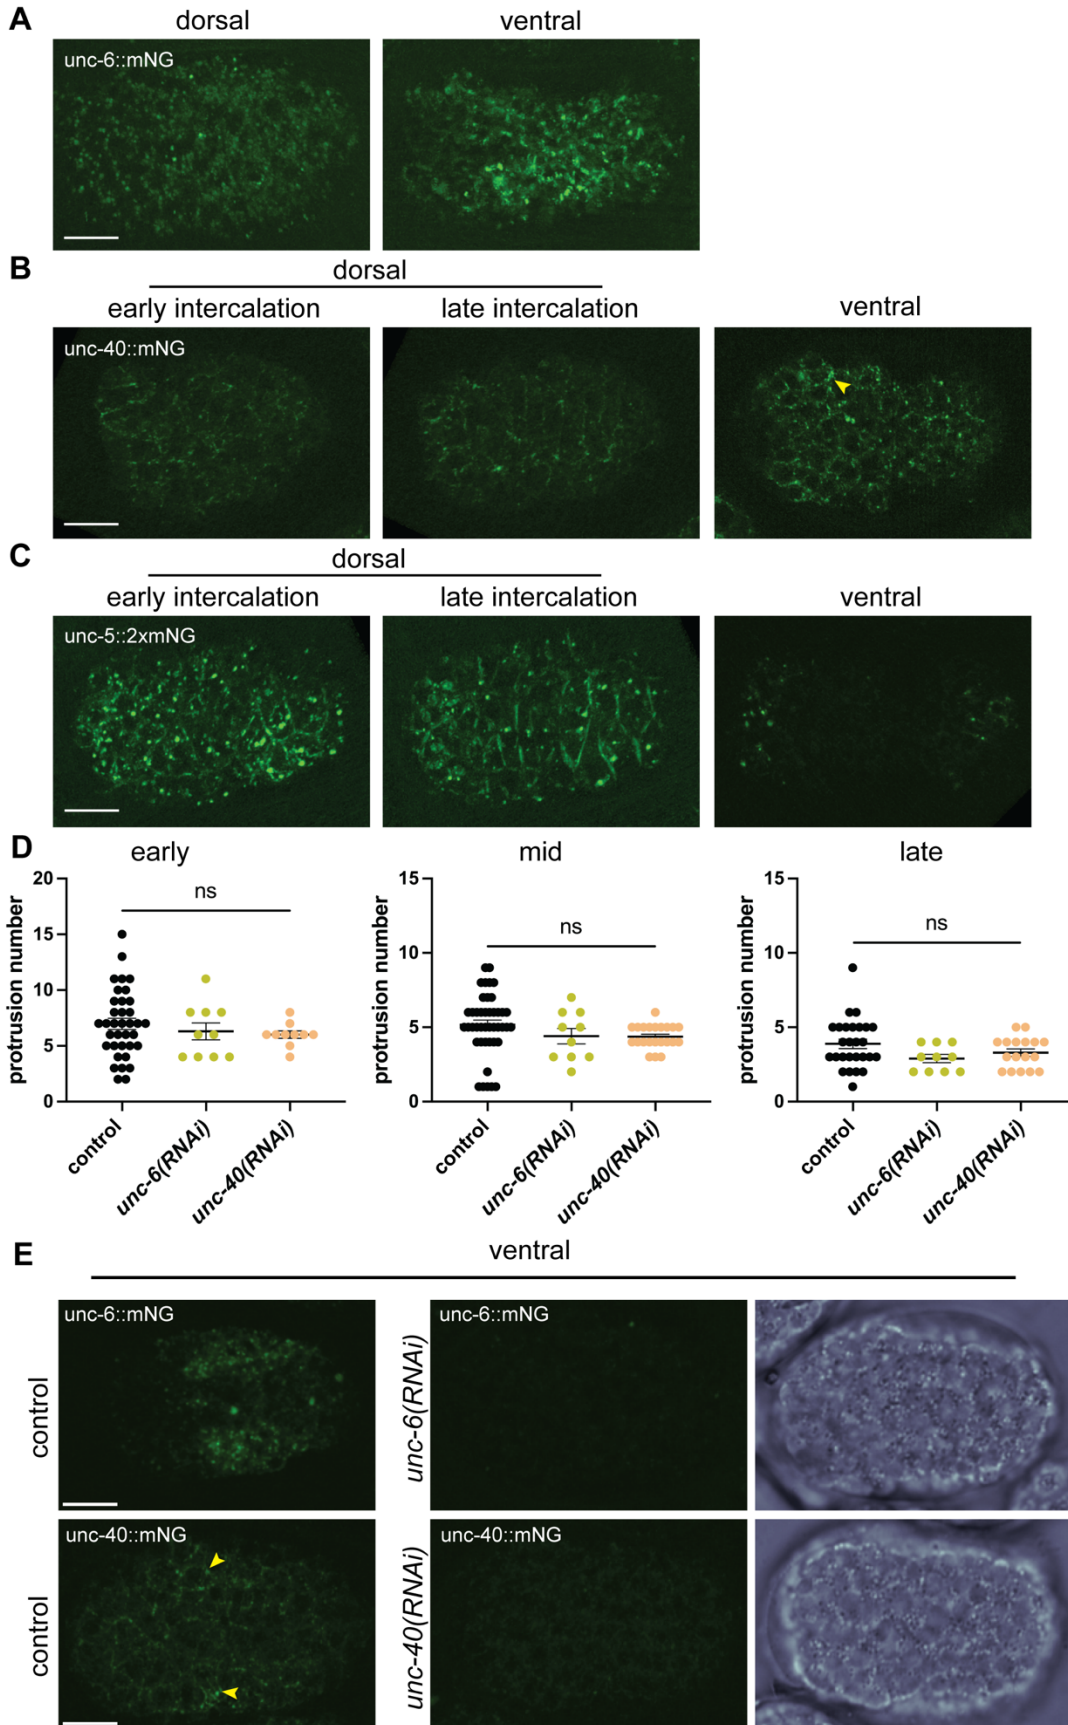 A
dorsal
ventral
unc-6::mNG
B
dorsal
early intercalation
late intercalation
ventral
unc-40::mNG
C
dorsal
early intercalation
late intercalation
ventral
unc-5::2xmNG
D
early
mid
late
protrusion number
20
15
10
5
0
ns
control
unc-6(RNAi)
unc-40(RNAi)
protrusion number
15
10
5
0
ns
control
unc-6(RNAi)
unc-40(RNAi)
protrusion number
15
10
5
0
ns
control
unc-6(RNAi)
unc-40(RNAi)
E
ventral
control
unc-6::mNG
unc-6(RNAi)
unc-6::mNG
control
unc-40::mNG
unc-40(RNAi)
unc-40::mNG